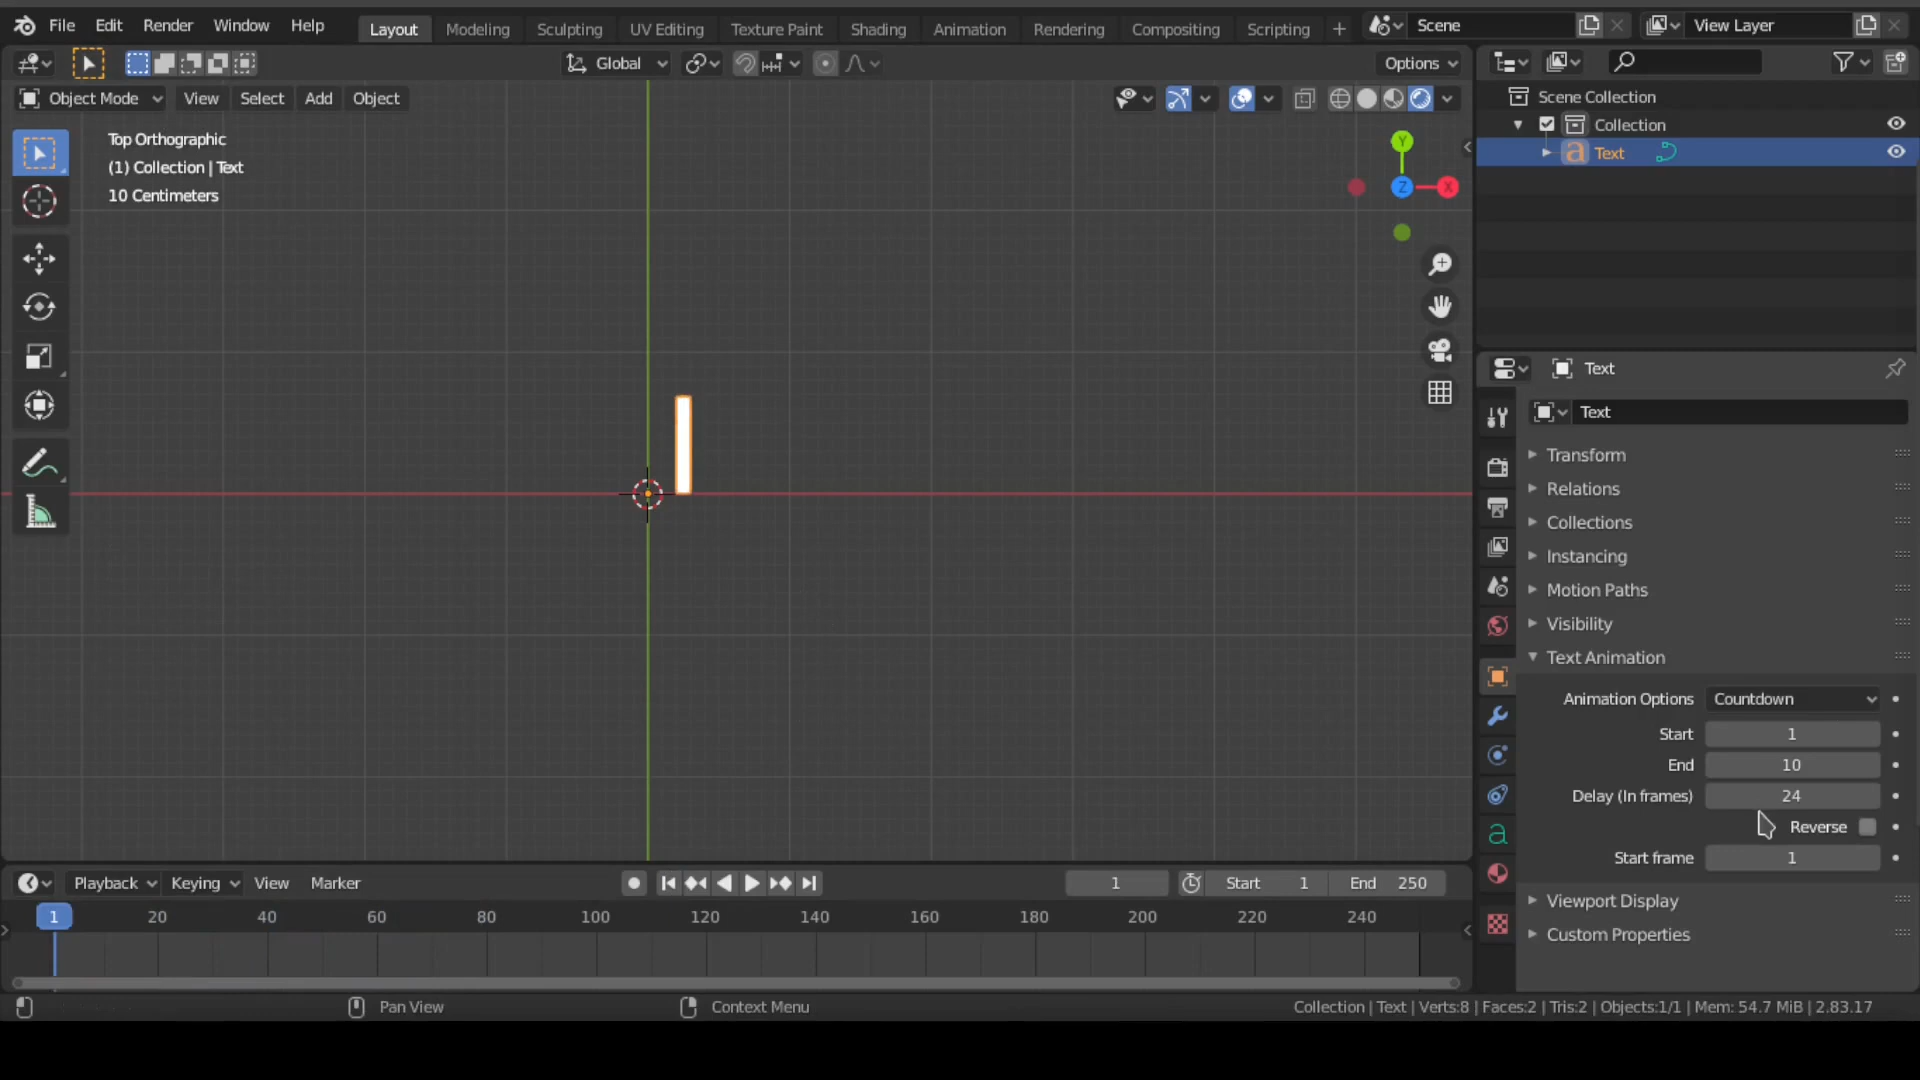 File Edit Render Window Help Layout Modeling Sculpting UV Editing Texture Paint Shading Animation Rendering Compositing Scripting + Scene View Layer
Global Options
Object Mode View Select Add Object
Top Orthographic
(1) Collection | Text
10 Centimeters
Y
Z
X
Scene Collection
Collection
Text
Text
Text
Transform
Relations
Collections
Instancing
Motion Paths
Visibility
Text Animation
Animation Options Countdown
Start 1
End 10
Delay (In frames) 24
Reverse
Start frame 1
Viewport Display
Custom Properties
Playback Keying View Marker 1 Start 1 End 250
1 20 40 60 80 100 120 140 160 180 200 220 240
Pan View Context Menu Collection | Text | Verts:8 | Faces:2 | Tris:2 | Objects:1/1 | Mem: 54.7 MiB | 2.83.17